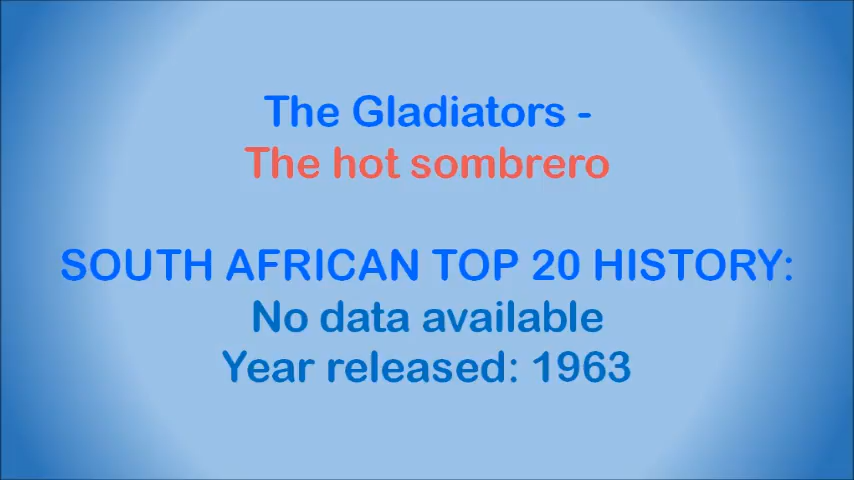 The Gladiators -
The hot sombrero
SOUTH AFRICAN TOP 20 HISTORY:
No data available
Year released: 1963